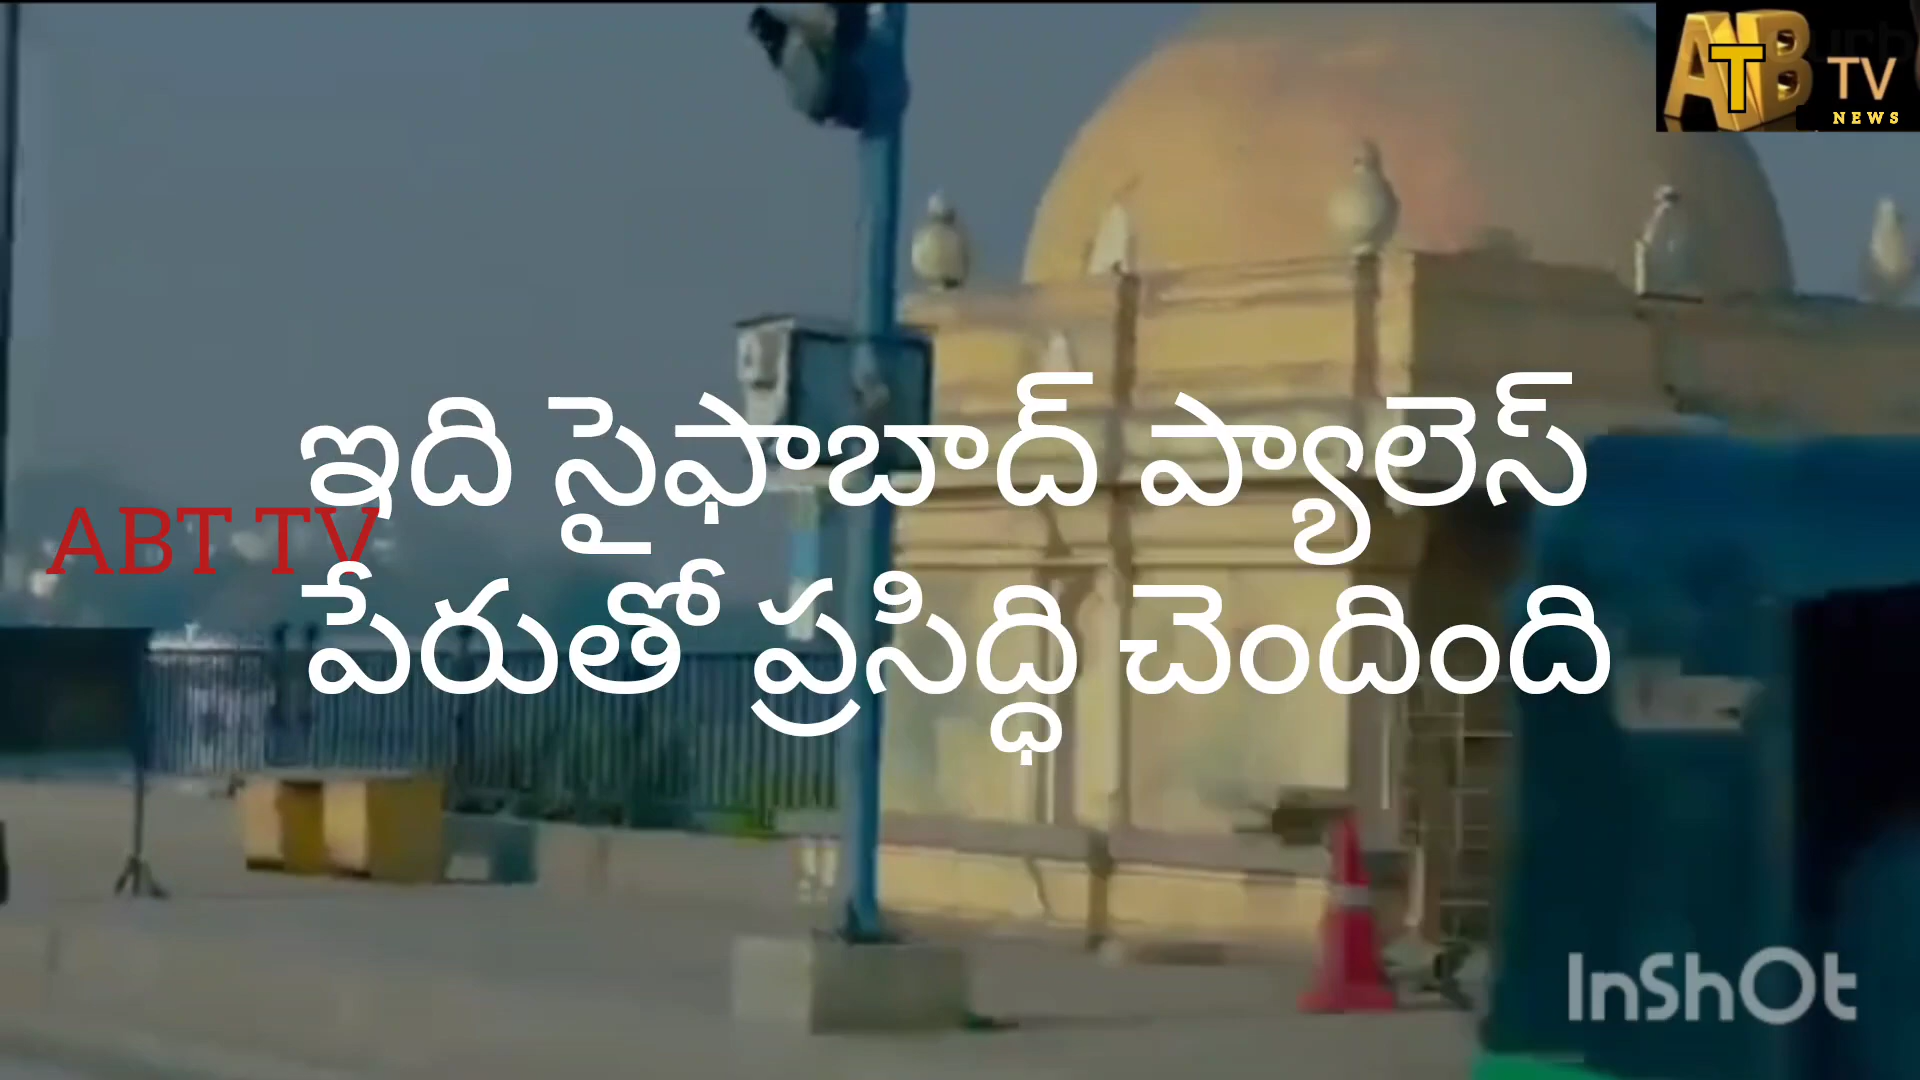 ATB TV
NEWS
ఇది సైఫాబాద్ ప్యాలెస్
ABT TV
పేరుతో ప్రసిద్ధి చెందింది
InShOt